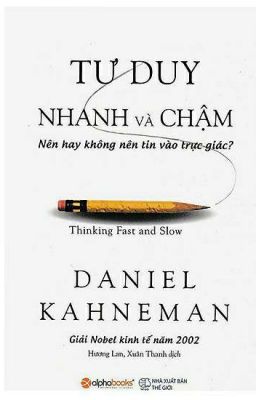 TƯ DUY
NHANH VÀ CHẬM
Nên hay không nên tin vào trực giác?
Thinking Fast and Slow
DANIEL
KAHNEMAN
Giải Nobel kinh tế năm 2002
Hương Lan, Xuân Thanh dịch
alphabooks®
NHÀ XUẤT BẢN
THẾ GIỚI